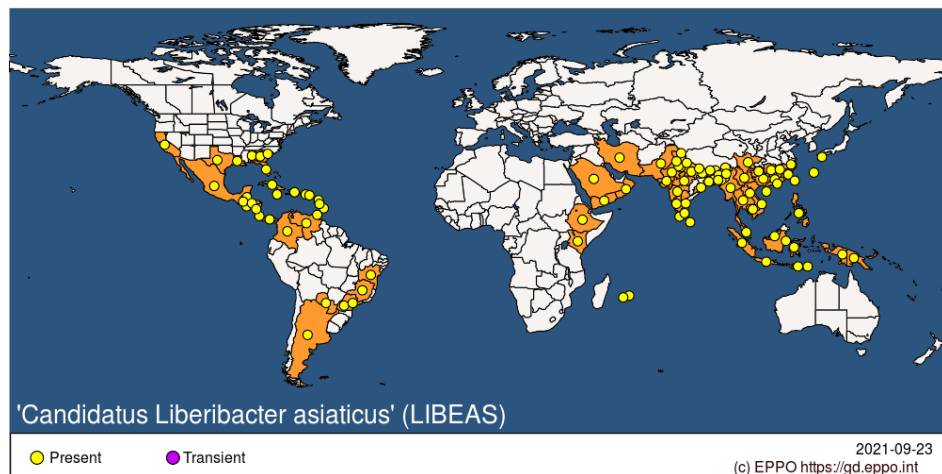 'Candidatus Liberibacter asiaticus' (LIBEAS)
Present
Transient
2021-09-23
(c) EPPO https://gd.eppo.int